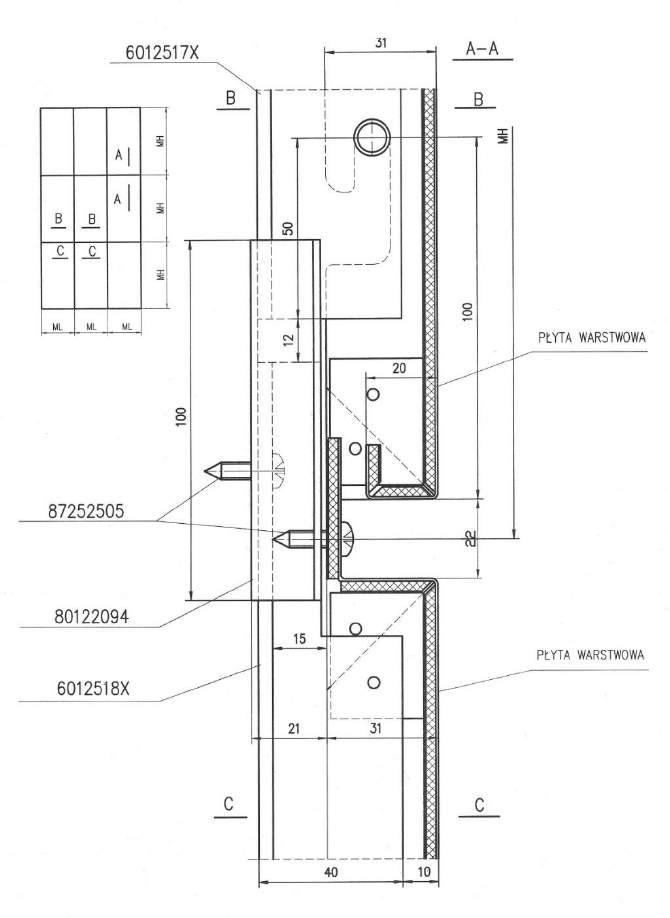 31
A-A
6012517X
B
B
MH
A
MH
A
50
B
B
MH
C
C
100
MH
12
PŁYTA WARSTWOWA
ML
ML
ML
20
100
87252505
22
80122094
15
PŁYTA WARSTWOWA
6012518X
21
31
C
C
40
10